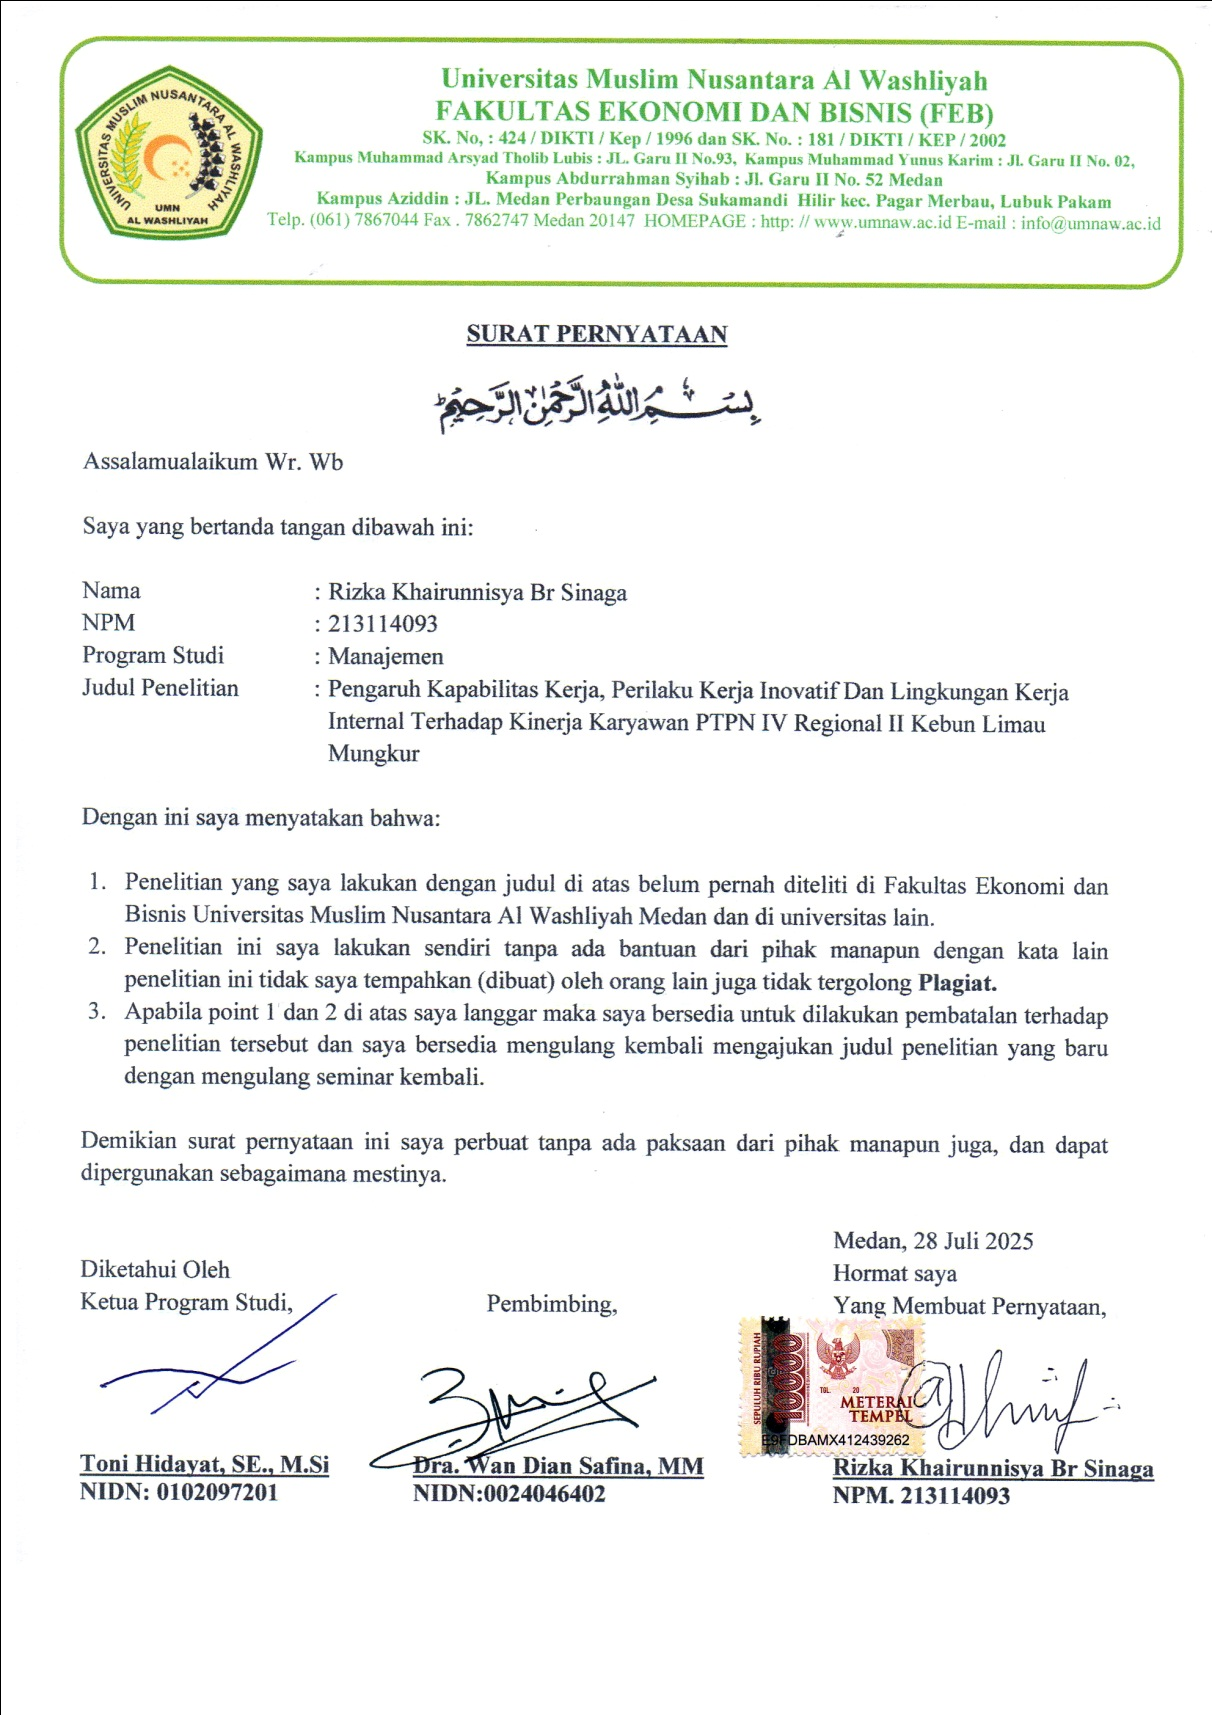 UNIVERSITAS MUSLIM NUSANTARA AL WASHLIYAH
UMN
AL WASHLIYAH
Universitas Muslim Nusantara Al Washliyah
FAKULTAS EKONOMI DAN BISNIS (FEB)
SK. No, : 424 / DIKTI / Kep / 1996 dan SK. No. : 181 / DIKTI / KEP / 2002
Kampus Muhammad Arsyad Tholib Lubis : JL. Garu II No.93, Kampus Muhammad Yunus Karim : Jl. Garu II No. 02,
Kampus Abdurrahman Syihab : Jl. Garu II No. 52 Medan
Kampus Aziddin : JL. Medan Perbaungan Desa Sukamandi Hilir kec. Pagar Merbau, Lubuk Pakam
Telp. (061) 7867044 Fax . 7862747 Medan 20147 HOMEPAGE : http: // www.umnaw.ac.id E-mail : info@umnaw.ac.id
SURAT PERNYATAAN
بِسْمِ اللهِ الرَّحْمٰنِ الرَّحِيْمِ
Assalamualaikum Wr. Wb
Saya yang bertanda tangan dibawah ini:
Nama : Rizka Khairunnisya Br Sinaga
NPM : 213114093
Program Studi : Manajemen
Judul Penelitian : Pengaruh Kapabilitas Kerja, Perilaku Kerja Inovatif Dan Lingkungan Kerja
Internal Terhadap Kinerja Karyawan PTPN IV Regional II Kebun Limau
Mungkur
Dengan ini saya menyatakan bahwa:
1. Penelitian yang saya lakukan dengan judul di atas belum pernah diteliti di Fakultas Ekonomi dan
Bisnis Universitas Muslim Nusantara Al Washliyah Medan dan di universitas lain.
2. Penelitian ini saya lakukan sendiri tanpa ada bantuan dari pihak manapun dengan kata lain
penelitian ini tidak saya tempahkan (dibuat) oleh orang lain juga tidak tergolong Plagiat.
3. Apabila point 1 dan 2 di atas saya langgar maka saya bersedia untuk dilakukan pembatalan terhadap
penelitian tersebut dan saya bersedia mengulang kembali mengajukan judul penelitian yang baru
dengan mengulang seminar kembali.
Demikian surat pernyataan ini saya perbuat tanpa ada paksaan dari pihak manapun juga, dan dapat
dipergunakan sebagaimana mestinya.
Medan, 28 Juli 2025
Diketahui Oleh
Hormat saya
Ketua Program Studi,
Pembimbing,
Yang Membuat Pernyataan,
SEPULUH RIBU RUPIAH
10000
TGL. 20
METERAI
TEMPEL
E9FDBAMX412439262
Toni Hidayat, SE., M.Si
Dra. Wan Dian Safina, MM
Rizka Khairunnisya Br Sinaga
NIDN: 0102097201
NIDN:0024046402
NPM. 213114093